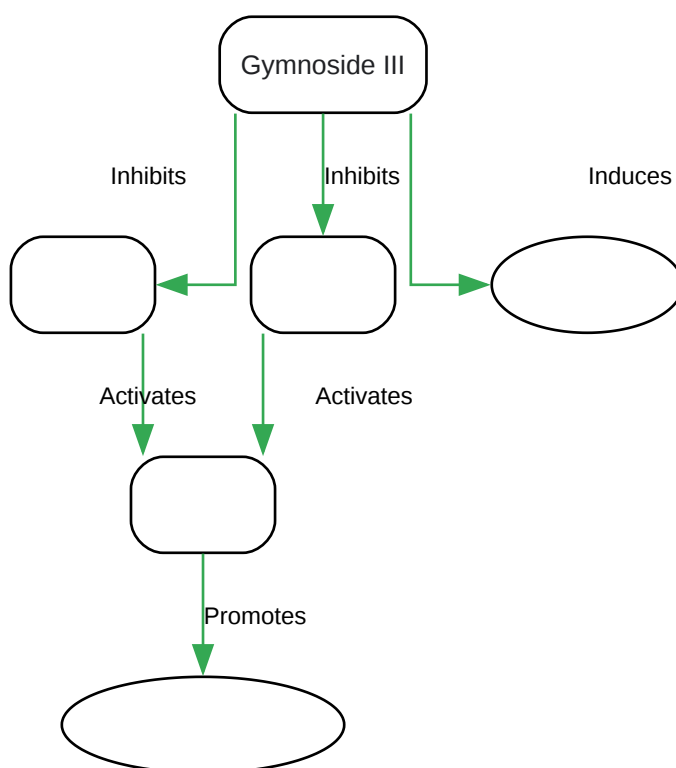 Gymnoside III
Inhibits
Inhibits
Induces
Activates
Activates
Promotes